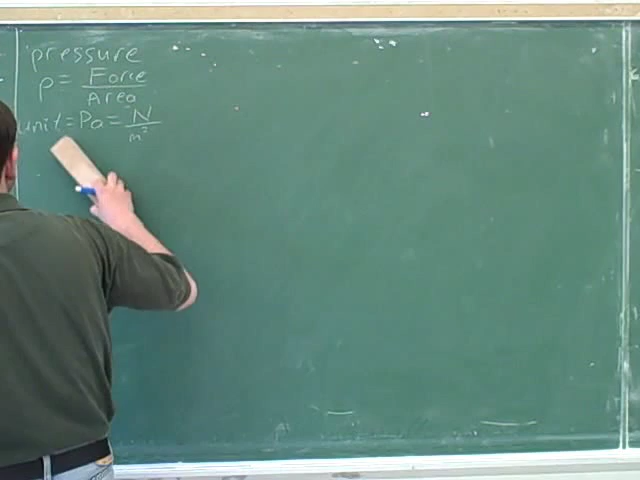 pressure
P = Force / Area
unit = Pa = N / m²